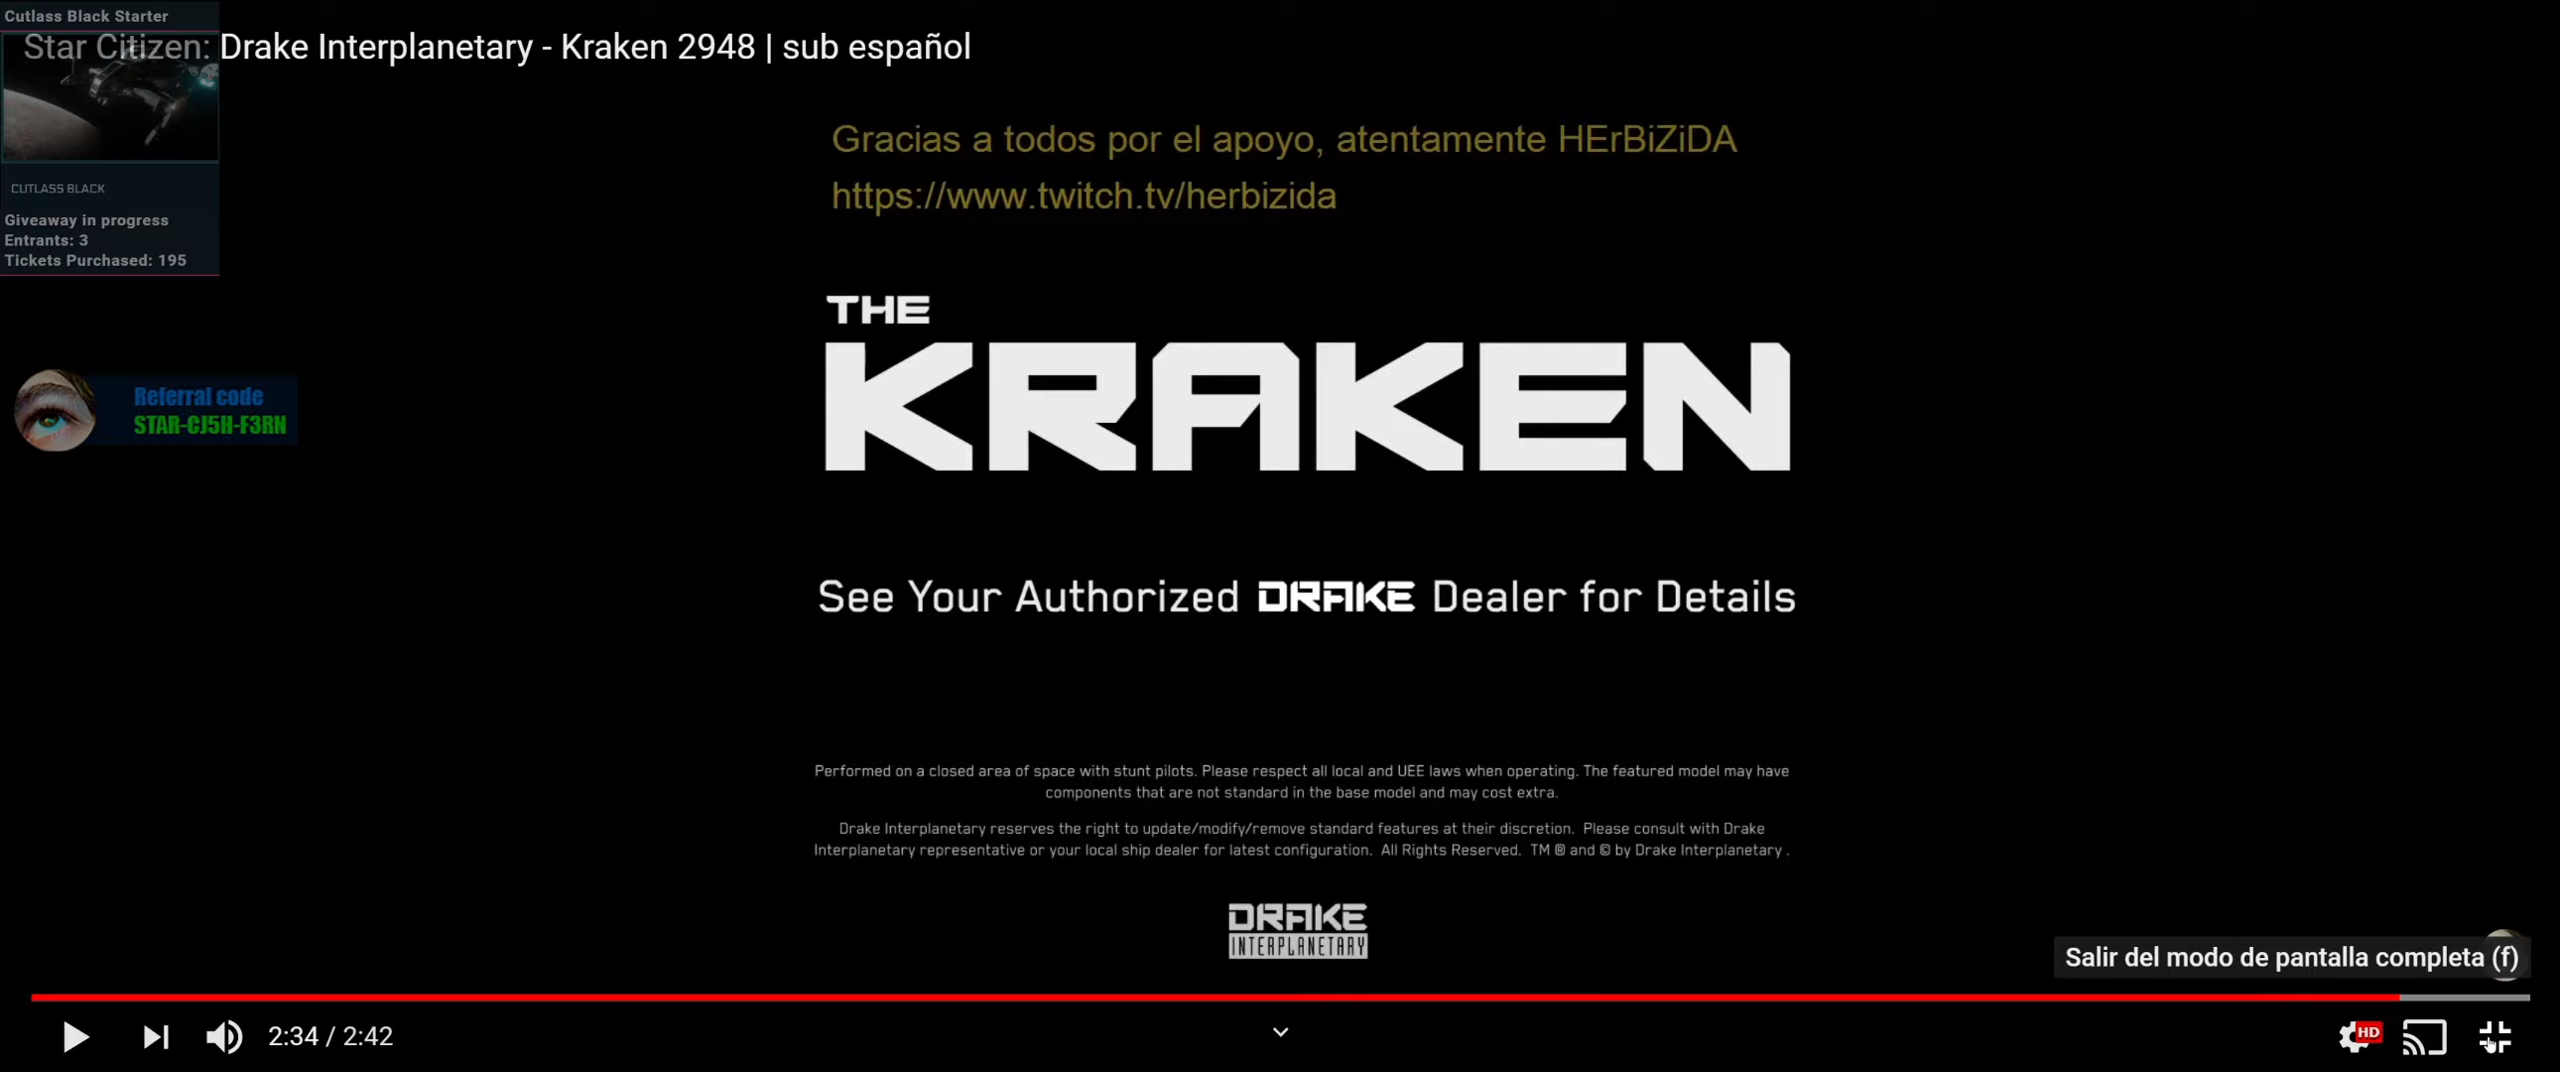 Cutlass Black Starter
Star Citizen: Drake Interplanetary - Kraken 2948 | sub español
Gracias a todos por el apoyo, atentamente HErBiZiDA
https://www.twitch.tv/herbizida
CUTLASS BLACK
Giveaway in progress
Entrants: 3
Tickets Purchased: 195
THE
KRAKEN
Referral code
STAR-CJ5H-F3RN
See Your Authorized DRAKE Dealer for Details
Performed on a closed area of space with stunt pilots. Please respect all local and UEE laws when operating. The featured model may have
components that are not standard in the base model and may cost extra.
Drake Interplanetary reserves the right to update/modify/remove standard features at their discretion. Please consult with Drake
Interplanetary representative or your local ship dealer for latest configuration. All Rights Reserved. TM ® and © by Drake Interplanetary .
DRAKE
INTERPLANETARY
Salir del modo de pantalla completa (f)
2:34 / 2:42
HD